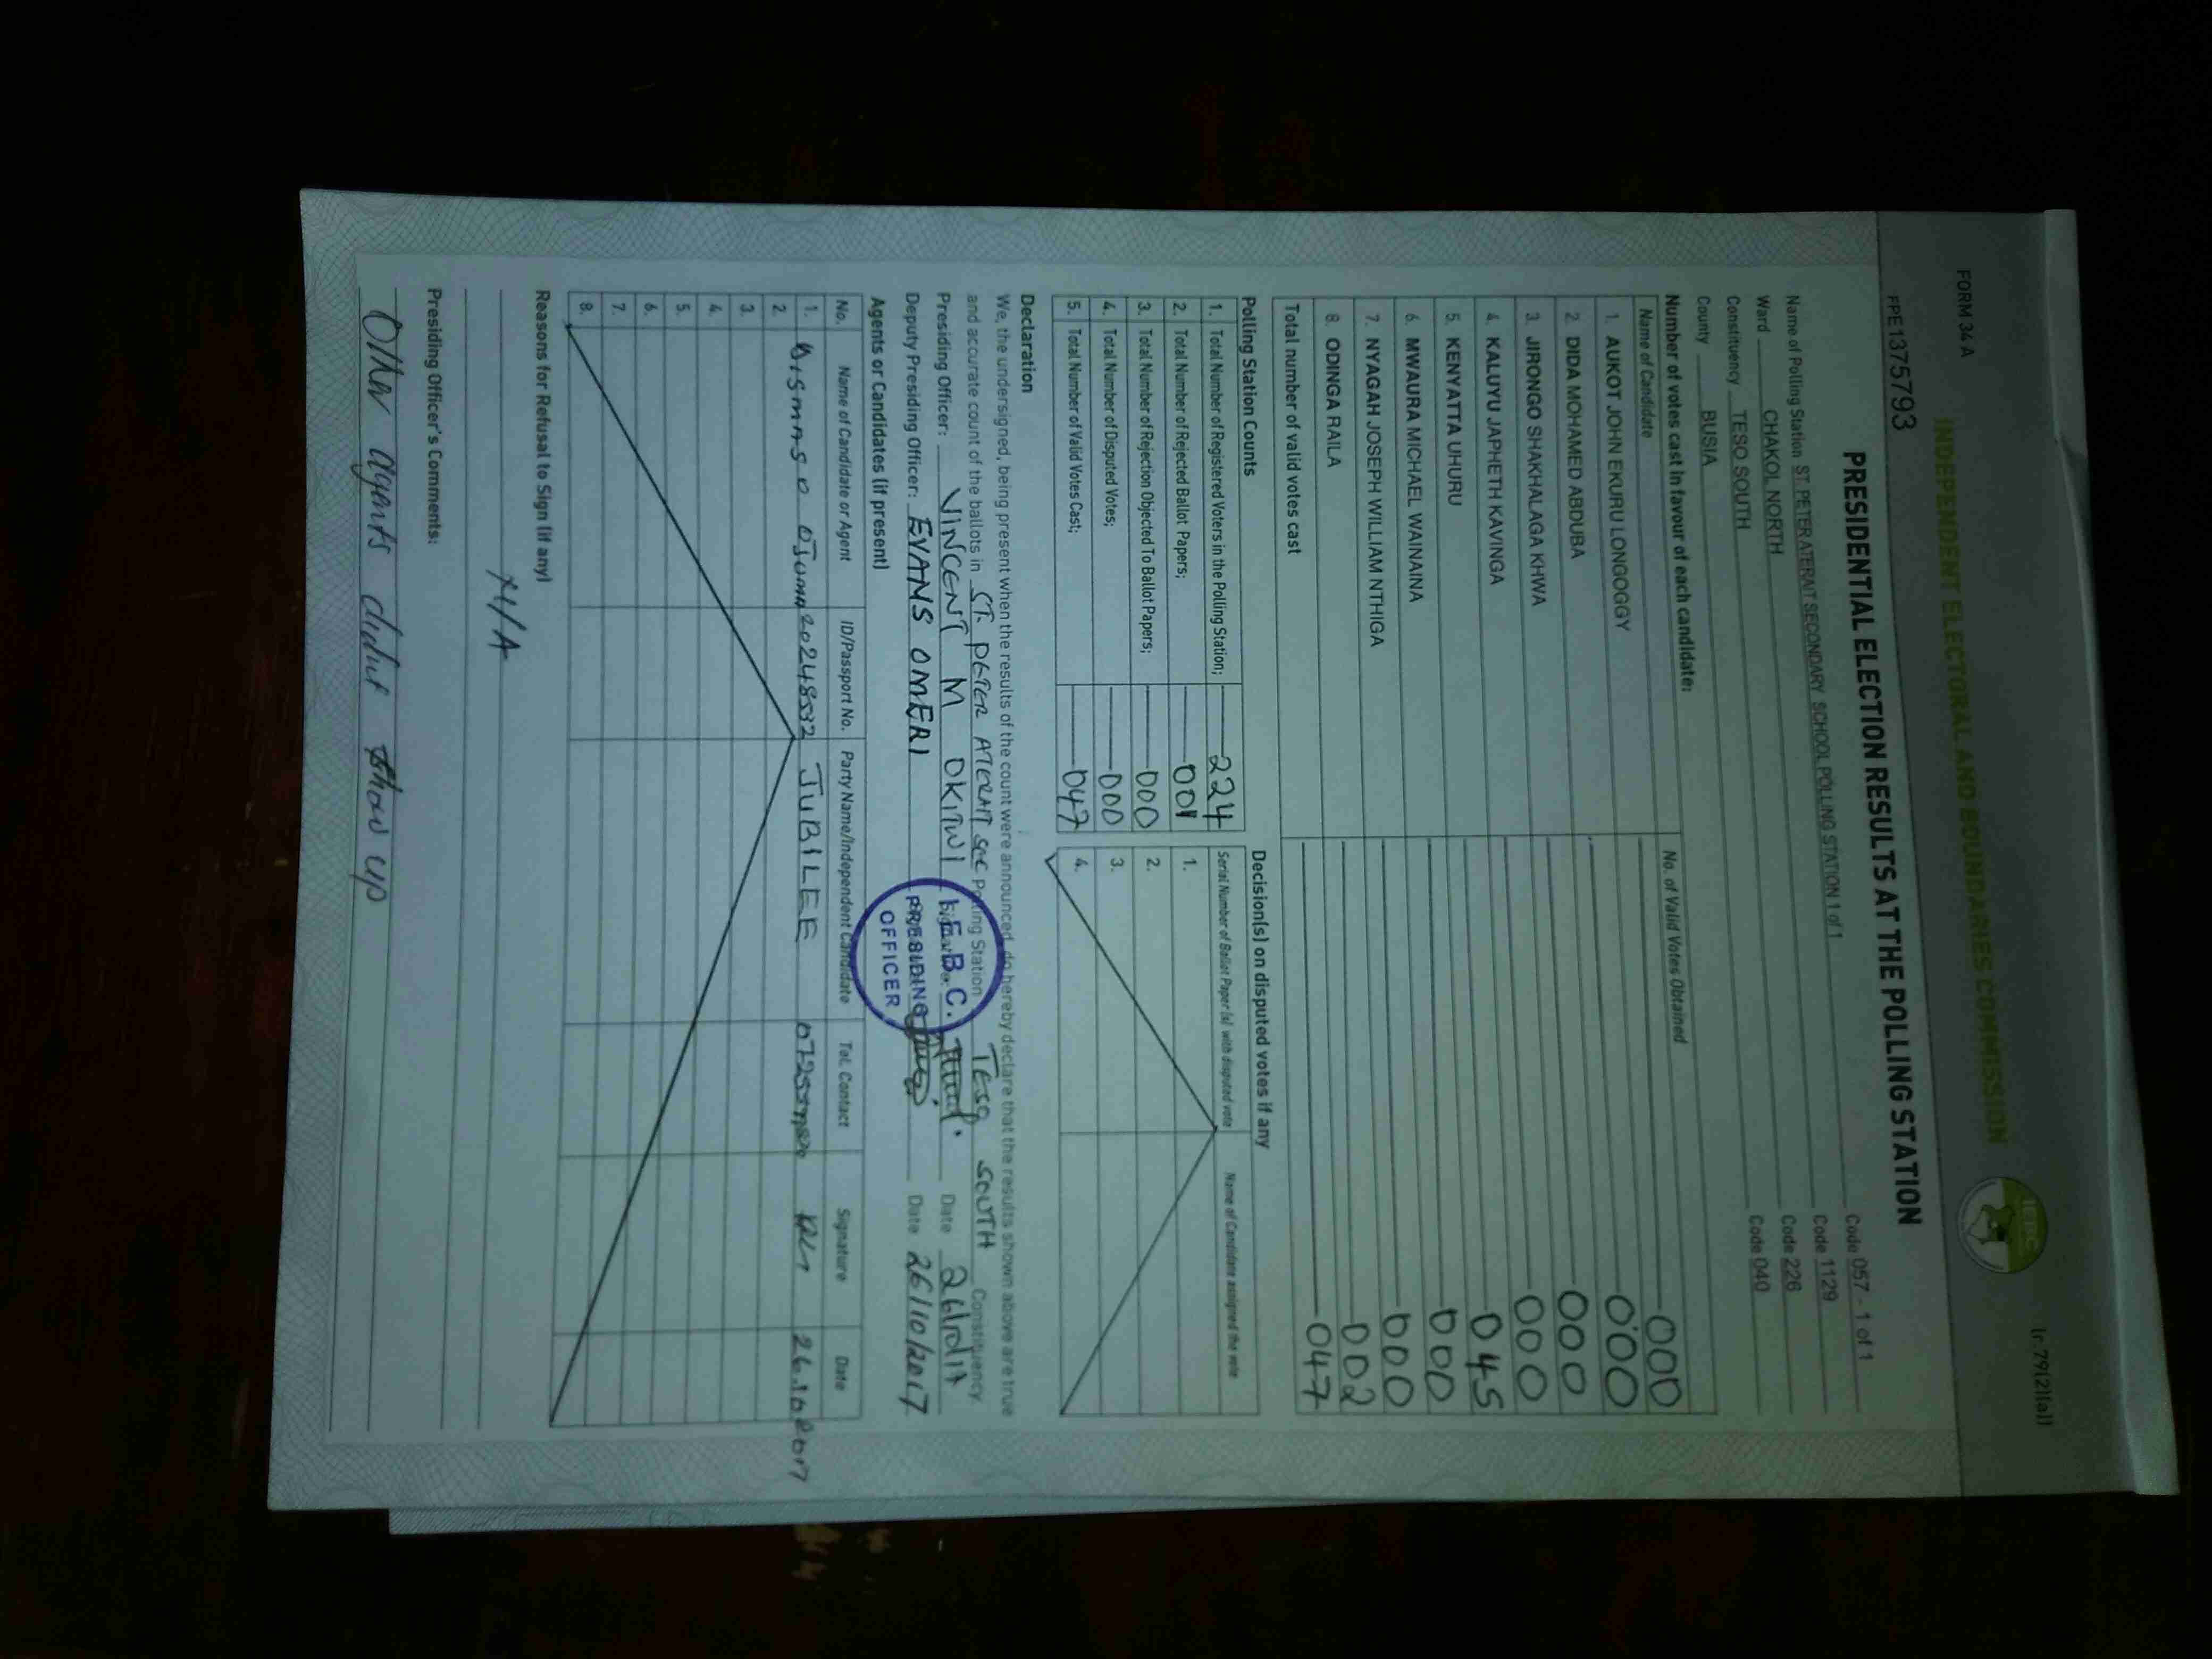 FORM 34 A
(r. 79(2)(a))
INDEPENDENT ELECTORAL AND BOUNDARIES COMMISSION
IEBC
FPE1375793
PRESIDENTIAL ELECTION RESULTS AT THE POLLING STATION
Name of Polling Station ST. PETER ATERAIT SECONDARY SCHOOL POLLING STATION 1 of 1 Code 057 - 1 of 1
Ward CHAKOL NORTH Code 1129
Constituency TESO SOUTH Code 226
County BUSIA Code 040
Number of votes cast in favour of each candidate:
Name of Candidate No. of Valid Votes Obtained
1. AUKOT JOHN EKURU LONGOGGY 000
2. DIDA MOHAMED ABDUBA 000
3. JIRONGO SHAKHALAGA KHWA 000
4. KALUYU JAPHETH KAVINGA 000
5. KENYATTA UHURU 045
6. MWAURA MICHAEL WAINAINA 000
7. NYAGAH JOSEPH WILLIAM NTHIGA 000
8. ODINGA RAILA 002
Total number of valid votes cast 047
Polling Station Counts
1. Total Number of Registered Voters in the Polling Station; 224
2. Total Number of Rejected Ballot Papers; 001
3. Total Number of Rejection Objected To Ballot Papers; 000
4. Total Number of Disputed Votes; 000
5. Total Number of Valid Votes Cast; 047
Decision(s) on disputed votes if any
Serial Number of Ballot Paper (s) with disputed vote Name of Candidate assigned the vote
1.
2.
3.
4.
Declaration
We, the undersigned, being present when the results of the count were announced, do hereby declare that the results shown above are true
and accurate count of the ballots in ST. PETER ATERAIT SEC Polling Station TESO SOUTH Constituency
Presiding Officer: VINCENT M OKITWI Date 26/10/17
Deputy Presiding Officer: EVANS OMERI Date 26/10/2017
I.E.B.C.
PRESIDING
OFFICER
Agents or Candidates (if present)
No. Name of Candidate or Agent ID/Passport No. Party Name/Independent Candidate Tel. Contact Signature Date
1. JUBILEE 26.10.2017
2.
3.
4.
5.
6.
7.
8.
Reasons for Refusal to Sign (if any)
N/A
Presiding Officer's Comments:
Other agents didnt show up